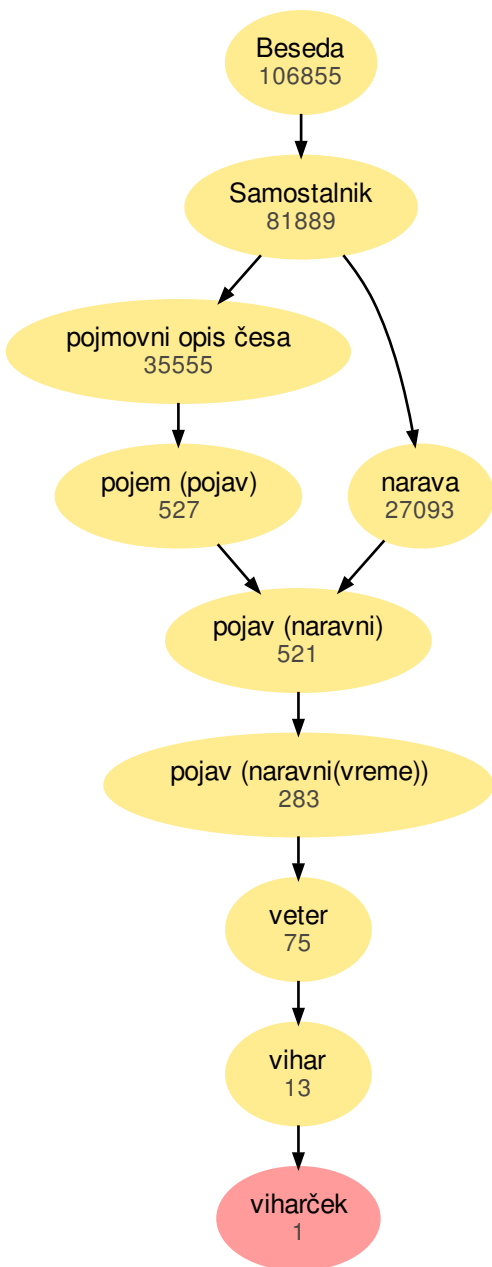 Beseda
106855
Samostalnik
81889
pojmovni opis česa
35555
pojem (pojav)
527
narava
27093
pojav (naravni)
521
pojav (naravni(vreme))
283
veter
75
vihar
13
viharček
1